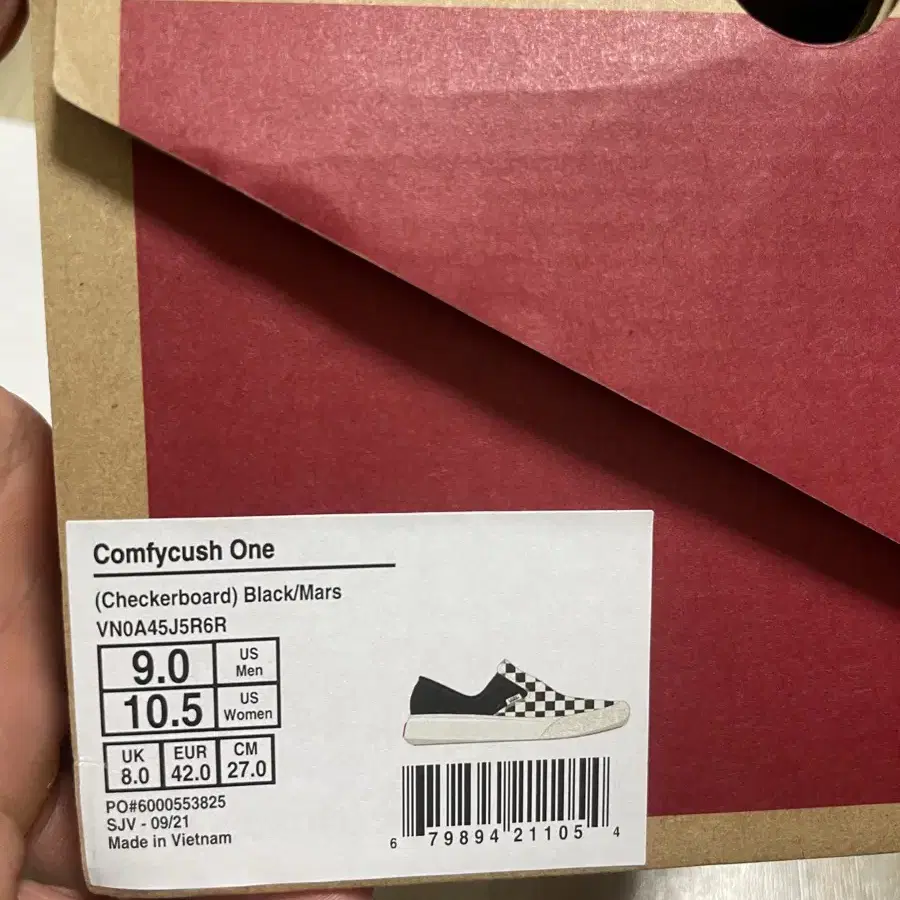 Comfycush One
(Checkerboard) Black/Mars
VN0A45J5R6R
9.0 US Men
10.5 US Women
UK EUR CM
8.0 42.0 27.0
PO#6000553825
SJV - 09/21
Made in Vietnam
6 79894 21105 4